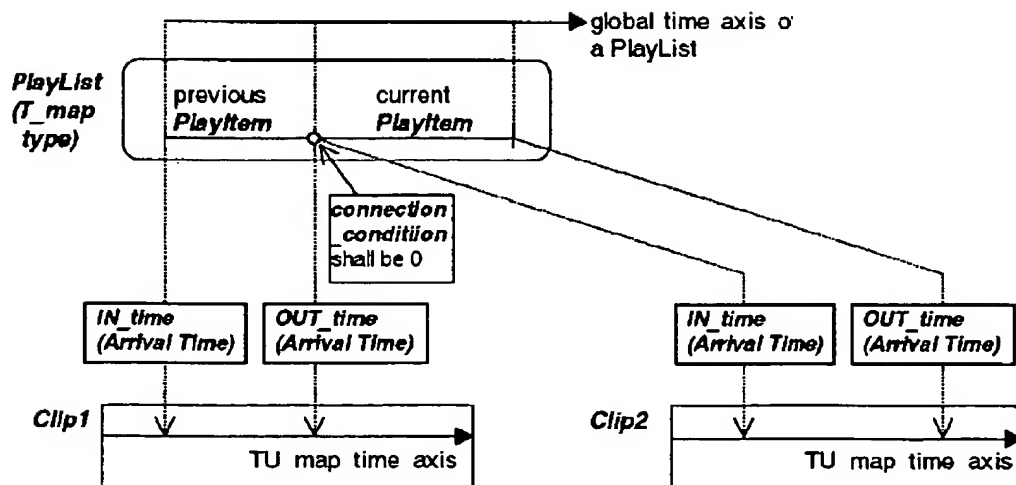 global time axis o
a PlayList
PlayList
(T_map
type)
previous
PlayItem
current
PlayItem
connection
_conditiion
shall be 0
IN_time
(Arrival Time)
OUT_time
(Arrival Time)
IN_time
(Arrival Time)
OUT_time
(Arrival Time)
Clip1
TU map time axis
Clip2
TU map time axis